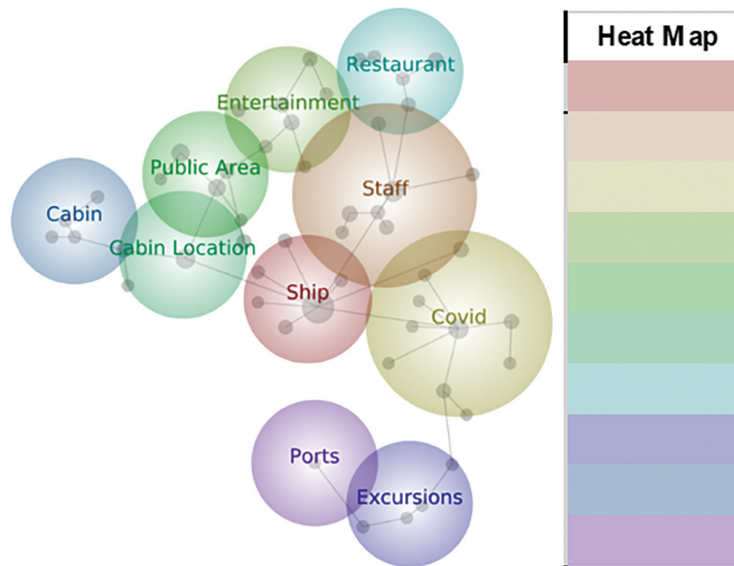 Heat Map
Restaurant
Entertainment
Public Area
Staff
Cabin
Cabin Location
Ship
Covid
Ports
Excursions